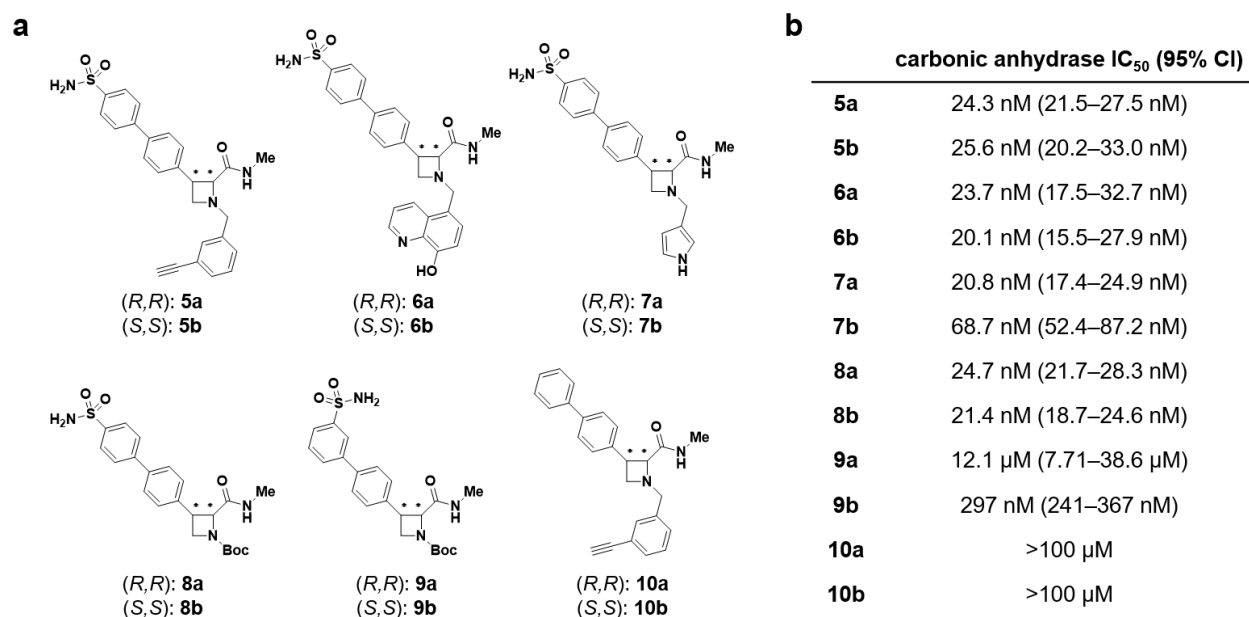 a
H₂N
S
O
O
O
N
H
Me
N
(R,R): 5a
(S,S): 5b
H₂N
S
O
O
O
N
H
Me
N
N
HO
(R,R): 6a
(S,S): 6b
H₂N
S
O
O
O
N
H
Me
N
N
H
(R,R): 7a
(S,S): 7b
H₂N
S
O
O
O
N
H
Me
N
Boc
(R,R): 8a
(S,S): 8b
O
O
S
NH₂
O
N
H
Me
N
Boc
(R,R): 9a
(S,S): 9b
O
N
H
Me
N
(R,R): 10a
(S,S): 10b
b
carbonic anhydrase IC₅₀ (95% CI)
5a 24.3 nM (21.5–27.5 nM)
5b 25.6 nM (20.2–33.0 nM)
6a 23.7 nM (17.5–32.7 nM)
6b 20.1 nM (15.5–27.9 nM)
7a 20.8 nM (17.4–24.9 nM)
7b 68.7 nM (52.4–87.2 nM)
8a 24.7 nM (21.7–28.3 nM)
8b 21.4 nM (18.7–24.6 nM)
9a 12.1 µM (7.71–38.6 µM)
9b 297 nM (241–367 nM)
10a >100 µM
10b >100 µM